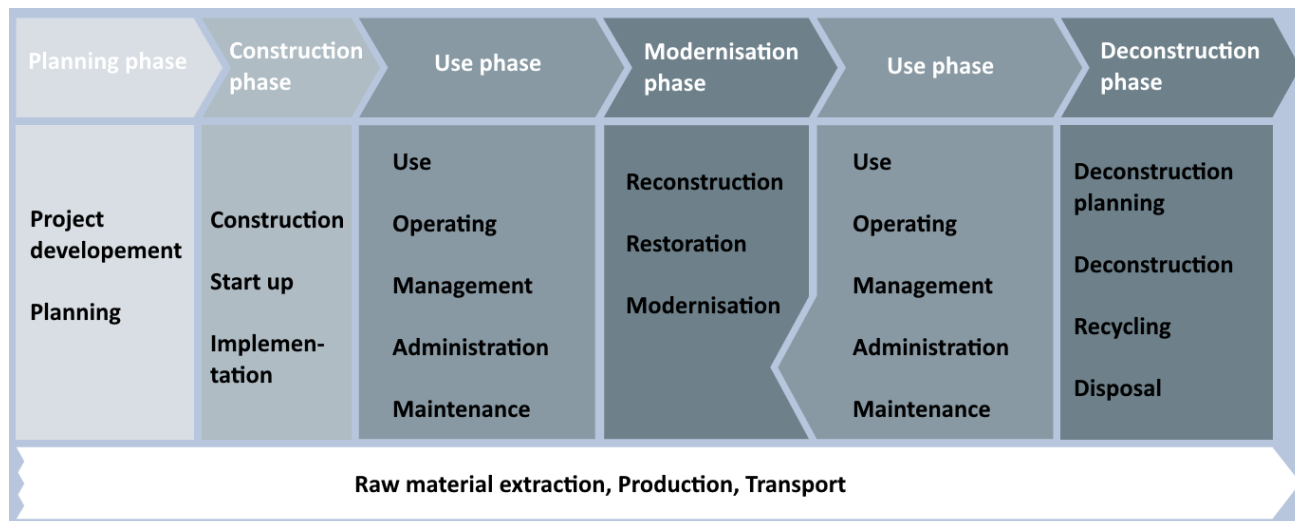 Planning phase
Construction
phase
Use phase
Modernisation
phase
Use phase
Deconstruction
phase
Project
developement
Planning
Construction
Start up
Implemen-
tation
Use
Operating
Management
Administration
Maintenance
Reconstruction
Restoration
Modernisation
Use
Operating
Management
Administration
Maintenance
Deconstruction
planning
Deconstruction
Recycling
Disposal
Raw material extraction, Production, Transport